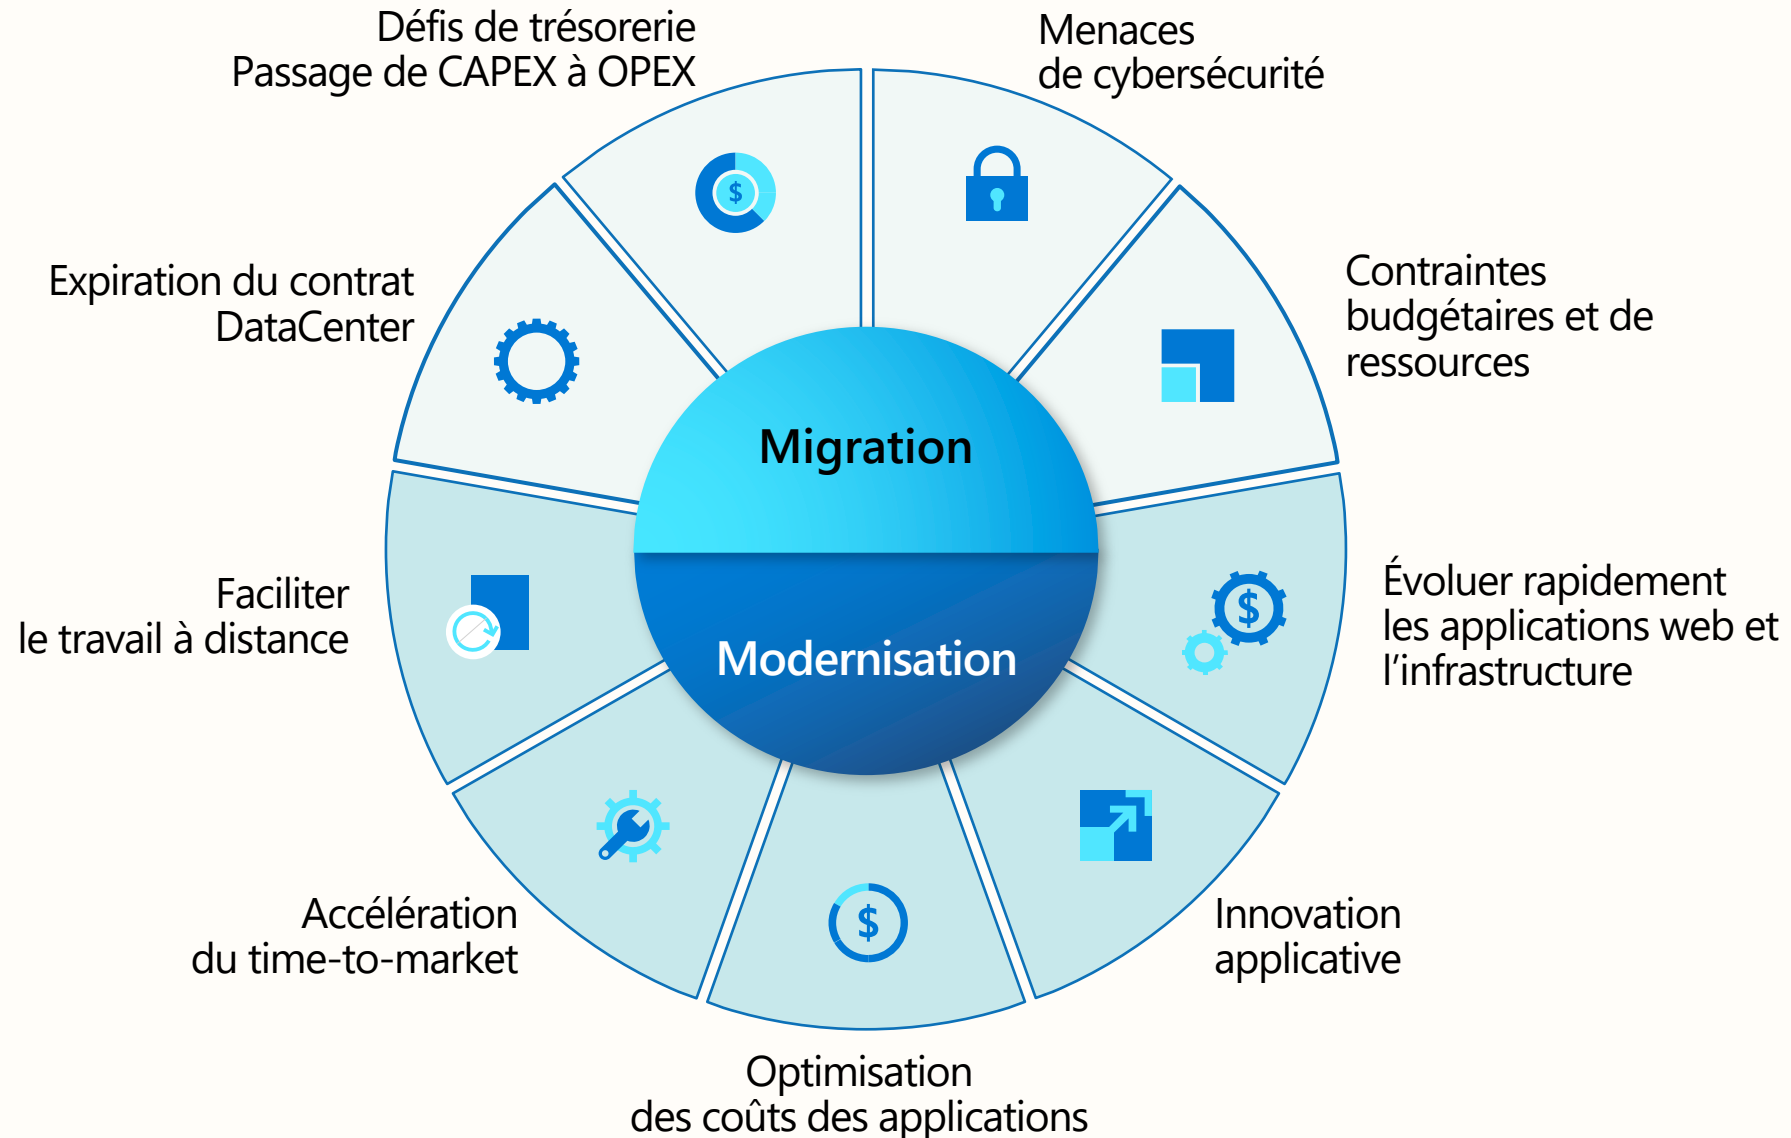 Défis de trésorerie
Passage de CAPEX à OPEX
Menaces
de cybersécurité
$
Expiration du contrat
DataCenter
Contraintes
budgétaires et de
ressources
Migration
Faciliter
le travail à distance
Modernisation
$
Évoluer rapidement
les applications web et
l'infrastructure
Accélération
du time-to-market
$
Innovation
applicative
Optimisation
des coûts des applications